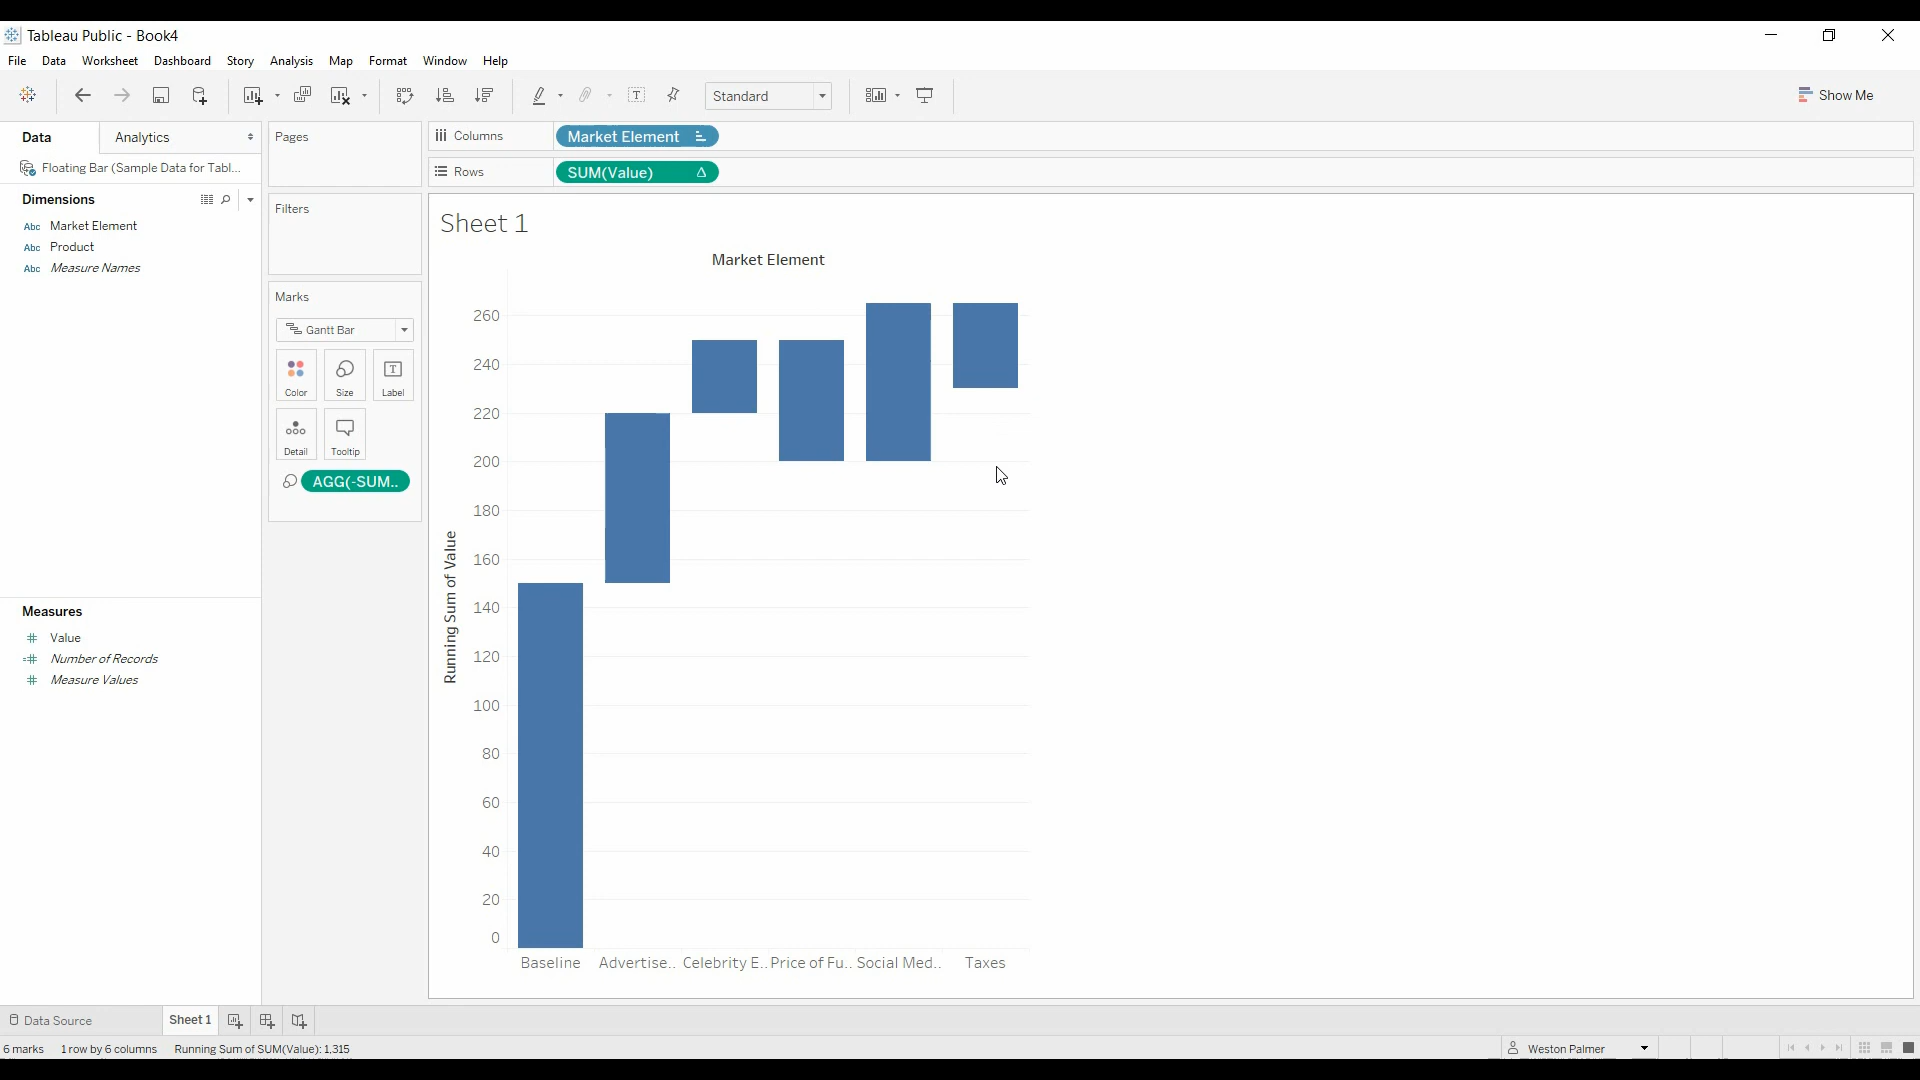 Tableau Public - Book4
File Data Worksheet Dashboard Story Analysis Map Format Window Help
Standard
Show Me
Data Analytics
Pages
Columns Market Element
Floating Bar (Sample Data for Tabl...
Rows SUM(Value)
Dimensions
Filters
Sheet 1
Abc Market Element
Abc Product
Abc Measure Names
Market Element
Marks
Gantt Bar
Color Size Label
Detail Tooltip
AGG(-SUM..
Measures
Value
Number of Records
Measure Values
Running Sum of Value
260
240
220
200
180
160
140
120
100
80
60
40
20
0
Baseline Advertise.. Celebrity E.. Price of Fu.. Social Med.. Taxes
Data Source Sheet 1
6 marks 1 row by 6 columns Running Sum of SUM(Value): 1,315
Weston Palmer